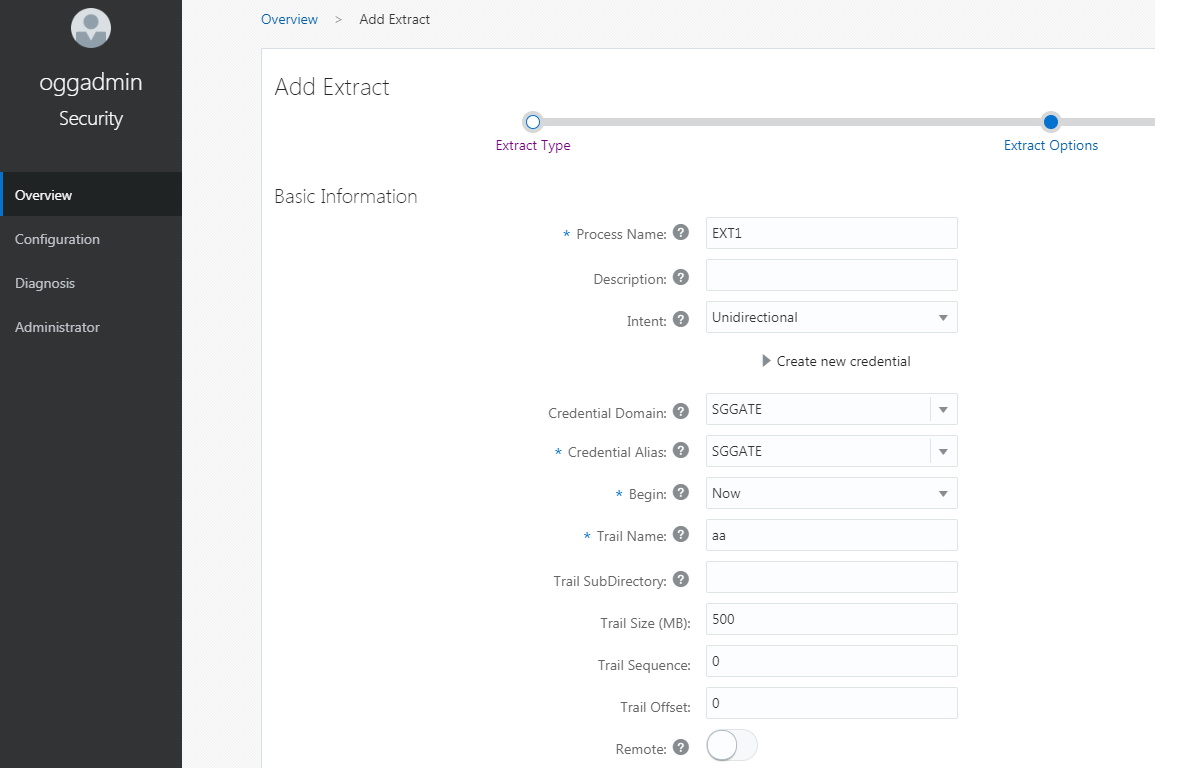 Overview > Add Extract
oggadmin
Security
Overview
Configuration
Diagnosis
Administrator
Add Extract
Extract Type
Extract Options
Basic Information
* Process Name: ? EXT1
Description: ?
Intent: ? Unidirectional
Create new credential
Credential Domain: ? SGGATE
* Credential Alias: ? SGGATE
* Begin: ? Now
* Trail Name: ? aa
Trail SubDirectory: ?
Trail Size (MB): 500
Trail Sequence: 0
Trail Offset: 0
Remote: ?